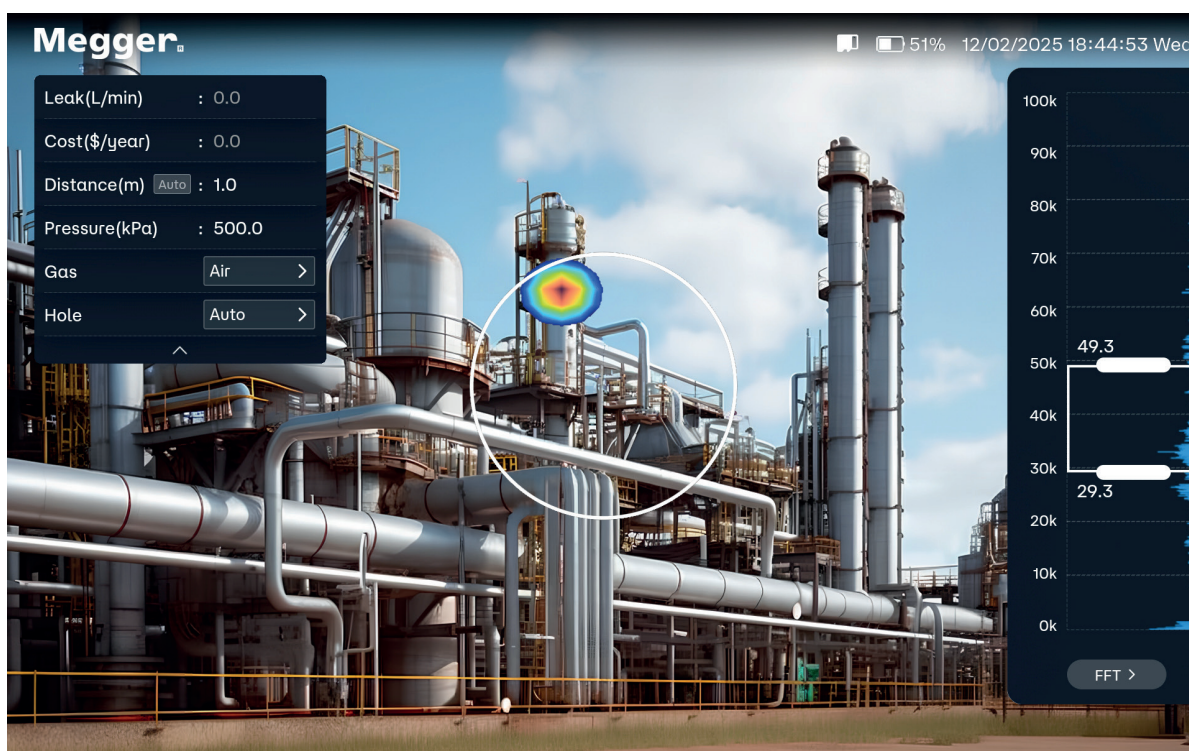 Megger
51% 12/02/2025 18:44:53 Wed
Leak(L/min) : 0.0
Cost($/year) : 0.0
Distance(m) Auto : 1.0
Pressure(kPa) : 500.0
Gas Air
Hole Auto
100k
90k
80k
70k
60k
49.3
50k
40k
30k
29.3
20k
10k
0k
FFT >